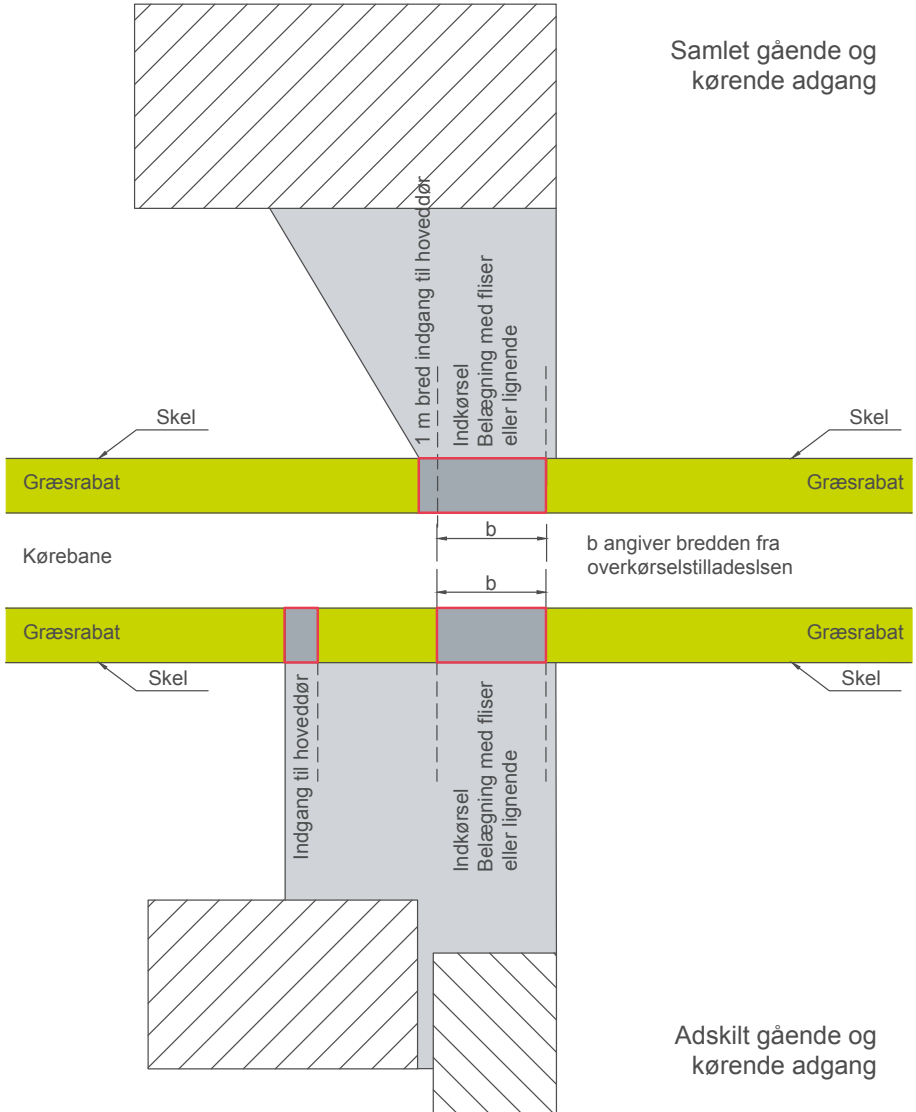 Samlet gående og
kørende adgang
1 m bred indgang til hoveddør
Indkørsel
Belægning med fliser
eller lignende
Skel
Skel
Græsrabat
Græsrabat
b
Kørebane
b angiver bredden fra
overkørselstilladeslsen
b
Græsrabat
Græsrabat
Skel
Skel
Indgang til hoveddør
Indkørsel
Belægning med fliser
eller lignende
Adskilt gående og
kørende adgang